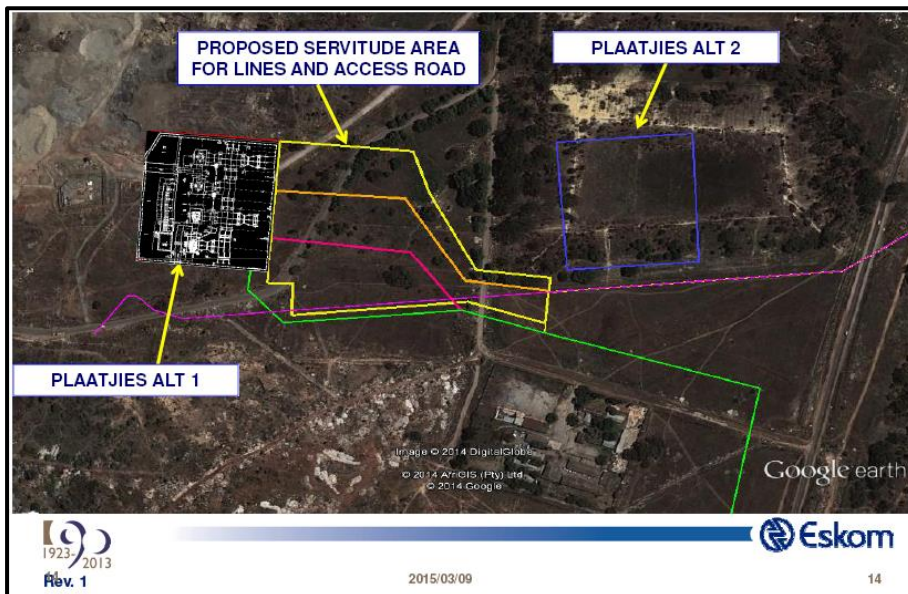 PROPOSED SERVITUDE AREA
FOR LINES AND ACCESS ROAD
PLAATJIES ALT 2
PLAATJIES ALT 1
Image © 2014 DigitalGlobe
© 2014 AfriGIS (Pty) Ltd
© 2014 Google
Google earth
1923-
2013
Eskom
Rev. 1
2015/03/09
14